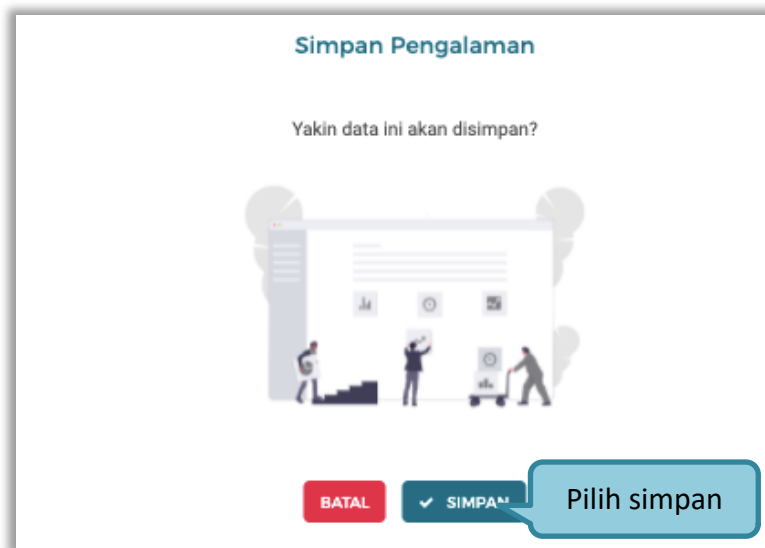 Simpan Pengalaman
Yakin data ini akan disimpan?
BATAL
SIMPAN
Pilih simpan